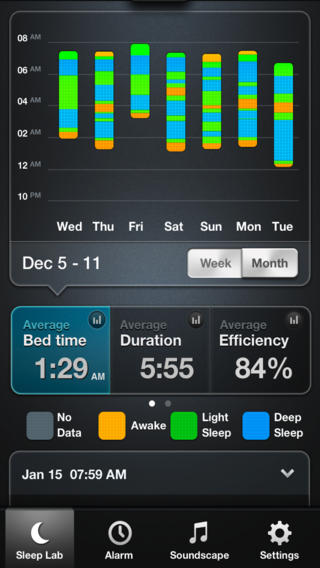 08 AM
06 AM
04 AM
02 AM
12 AM
10 PM
Wed Thu Fri Sat Sun Mon Tue
Dec 5 - 11
Week Month
Average
Bed time
1:29 AM
Average
Duration
5:55
Average
Efficiency
84%
No
Data
Awake
Light
Sleep
Deep
Sleep
Jan 15 07:59 AM
Sleep Lab Alarm Soundscape Settings